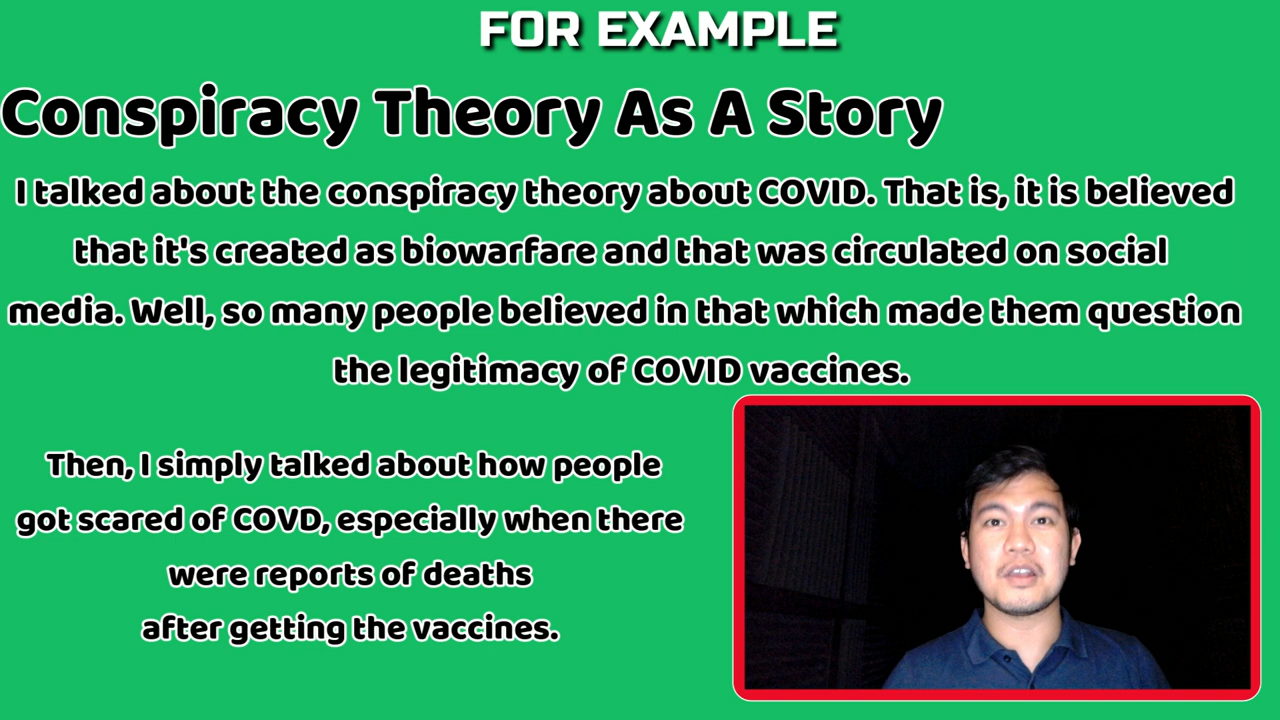 FOR EXAMPLE
Conspiracy Theory As A Story
I talked about the conspiracy theory about COVID. That is, it is believed
that it's created as biowarfare and that was circulated on social
media. Well, so many people believed in that which made them question
the legitimacy of COVID vaccines.
Then, I simply talked about how people
got scared of COVD, especially when there
were reports of deaths
after getting the vaccines.